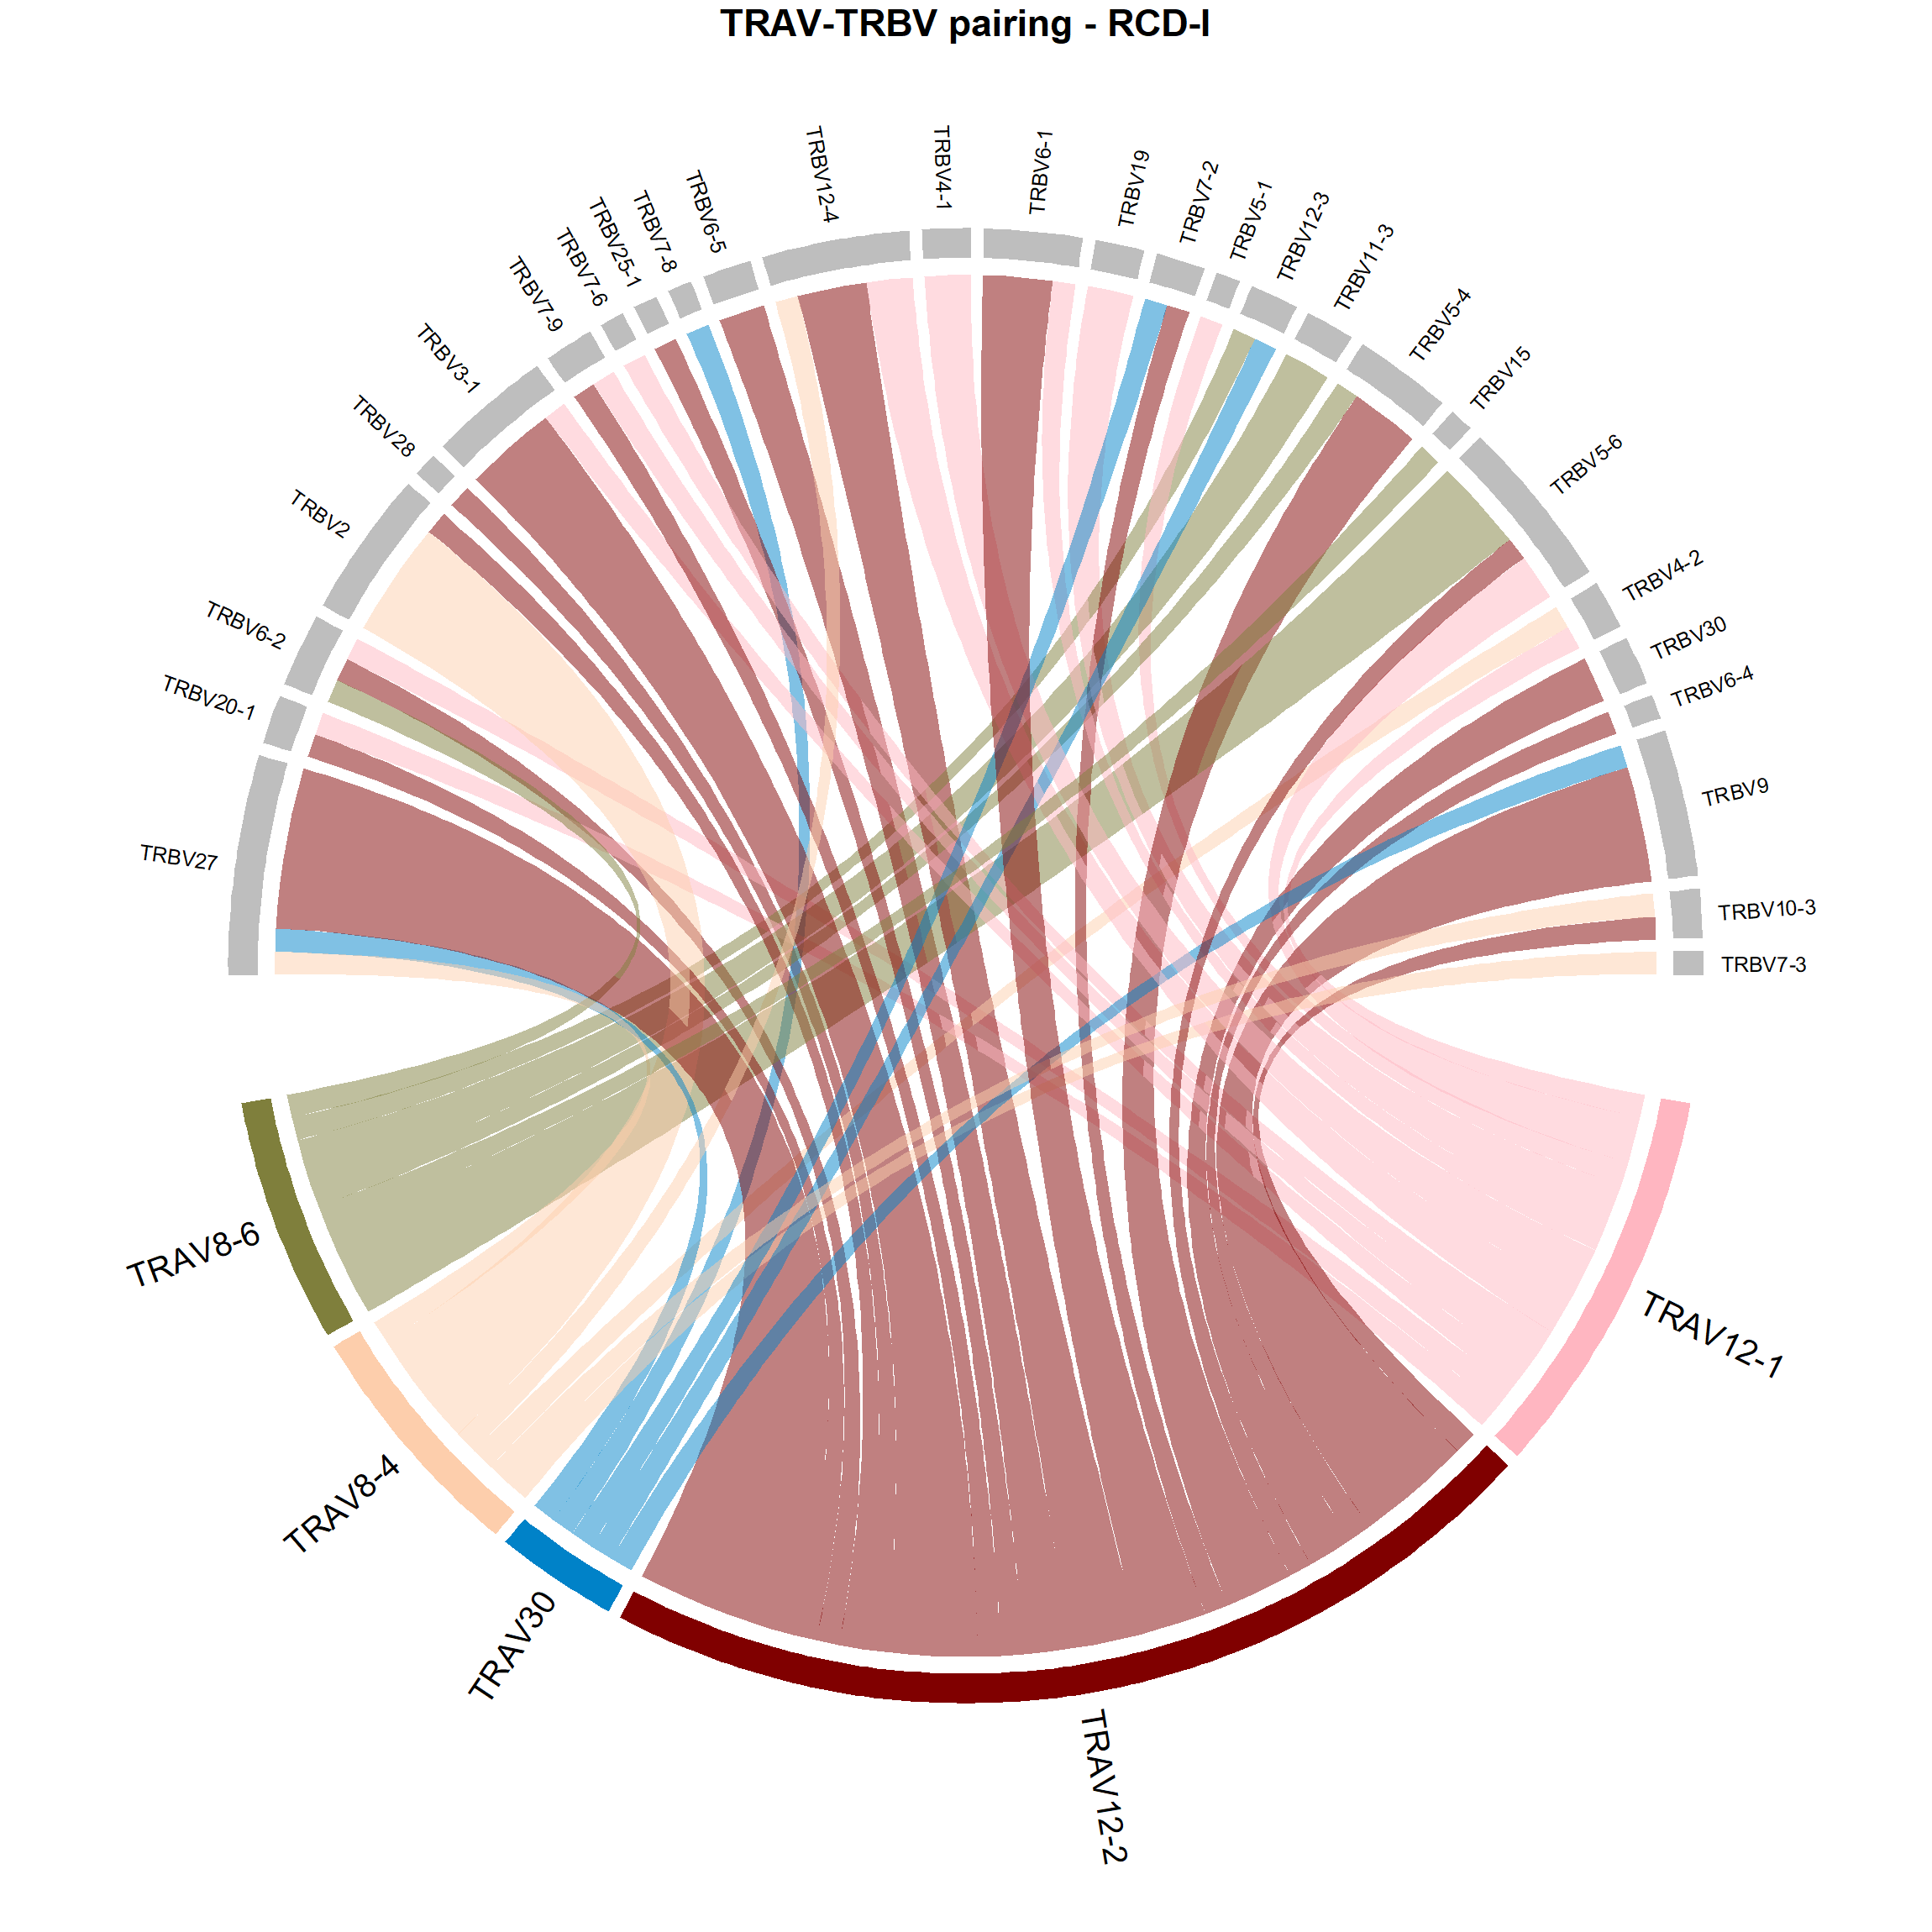 TRAV-TRBV pairing - RCD-I
TRBV27
TRBV20-1
TRBV6-2
TRBV2
TRBV28
TRBV3-1
TRBV7-9
TRBV7-6
TRBV25-1
TRBV7-8
TRBV6-5
TRBV12-4
TRBV4-1
TRBV6-1
TRBV19
TRBV7-2
TRBV5-1
TRBV12-3
TRBV11-3
TRBV5-4
TRBV15
TRBV5-6
TRBV4-2
TRBV30
TRBV6-4
TRBV9
TRBV10-3
TRBV7-3
TRAV12-1
TRAV12-2
TRAV30
TRAV8-4
TRAV8-6